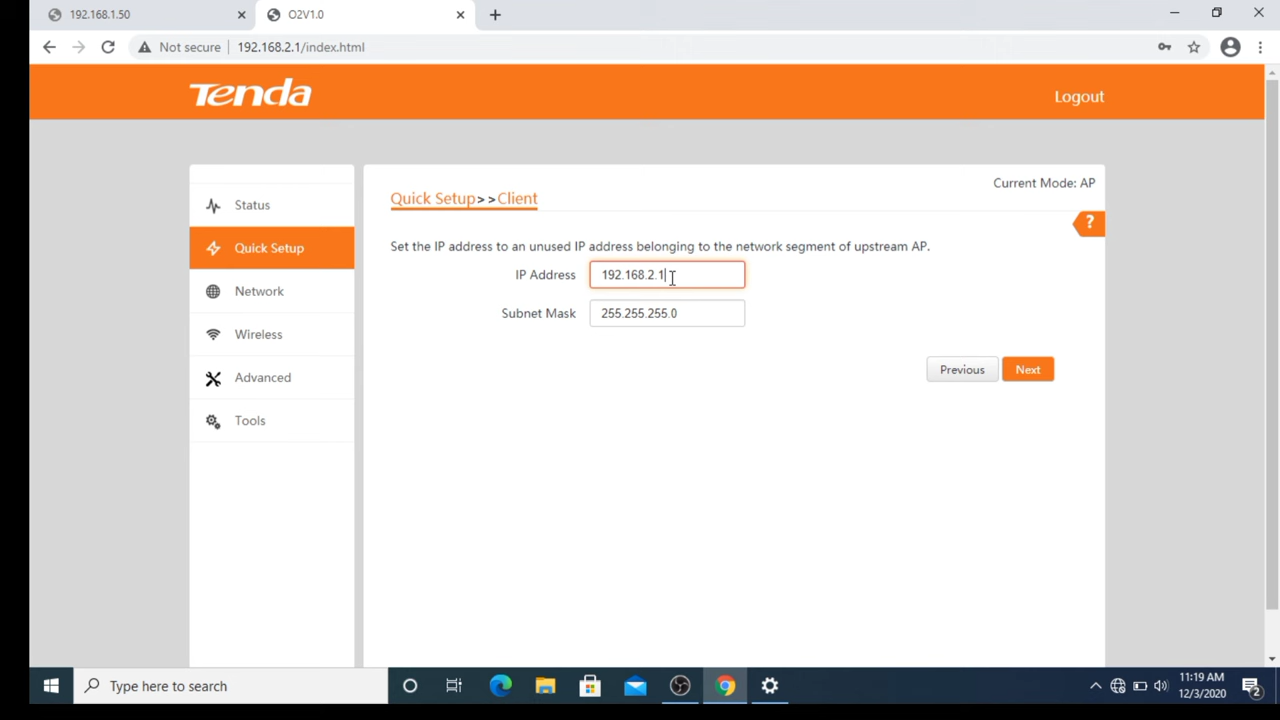 192.168.1.50
O2V1.0
Not secure
192.168.2.1/index.html
Tenda
Logout
Current Mode: AP
Status
Quick Setup
Network
Wireless
Advanced
Tools
Quick Setup>>Client
?
Set the IP address to an unused IP address belonging to the network segment of upstream AP.
IP Address
192.168.2.1
Subnet Mask
255.255.255.0
Previous
Next
Type here to search
11:19 AM
12/3/2020
2